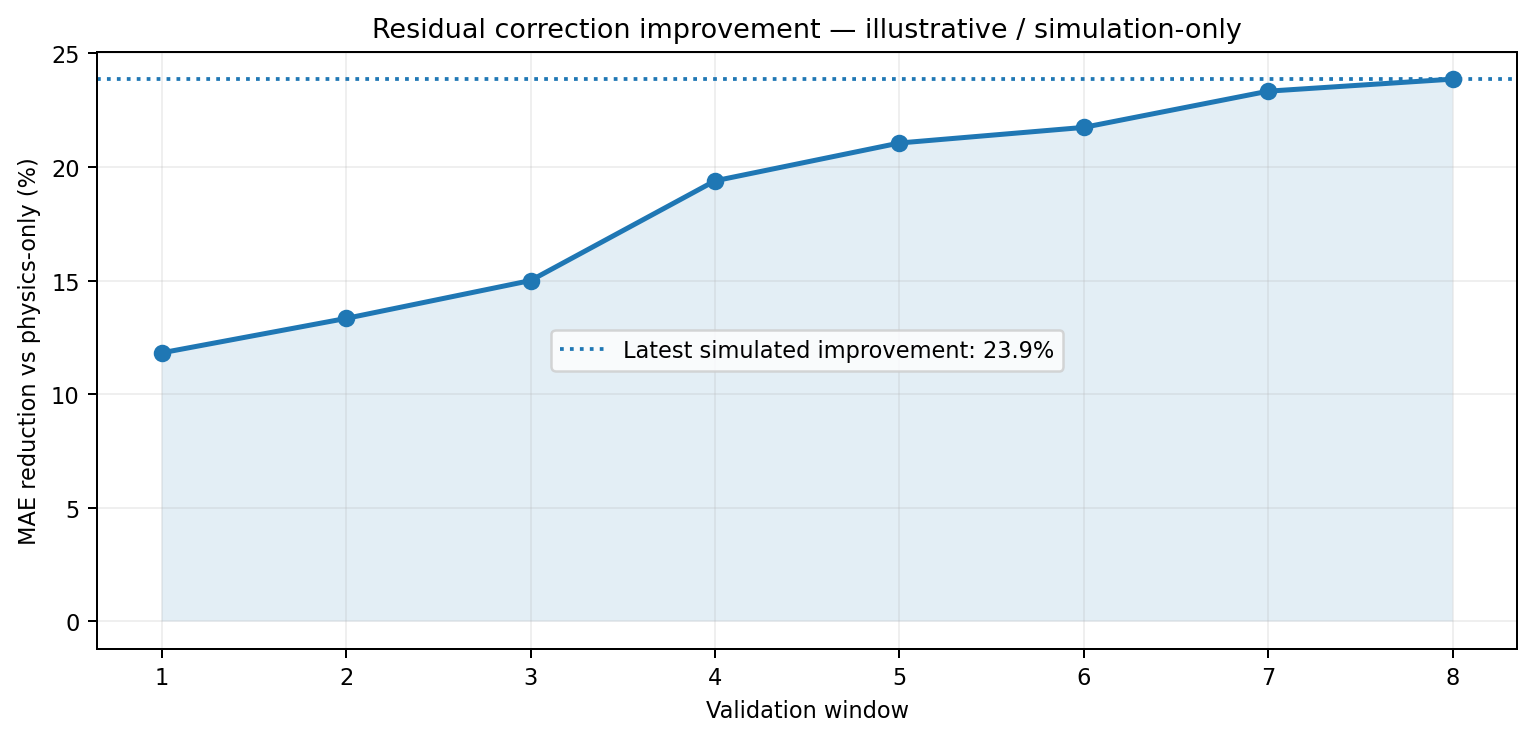 Residual correction improvement — illustrative / simulation-only
MAE reduction vs physics-only (%)
25
20
15
10
5
0
Latest simulated improvement: 23.9%
1 2 3 4 5 6 7 8
Validation window